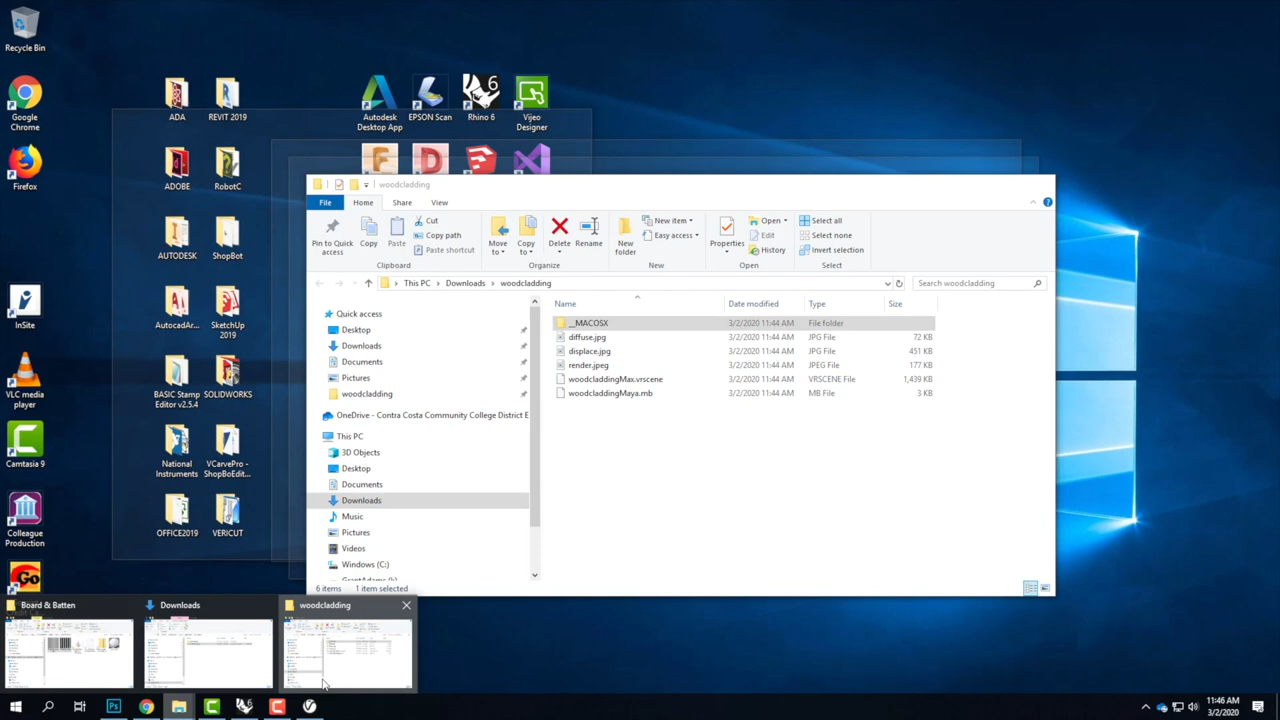 Recycle Bin
Google
Chrome
Firefox
InSite
VLC media
player
Camtasia 9
Colleague
Production
Go
ADA
REVIT 2019
ADOBE
RobotC
AUTODESK
ShopBot
AutocadAr...
SketchUp
2019
BASIC Stamp
Editor v2.5.4
SOLIDWORKS
National
Instruments
VCarvePro -
ShopBoEdit...
OFFICE2019
VERICUT
Autodesk
Desktop App
EPSON Scan
6
Rhino 6
Vijeo
Designer
woodcladding
File
Home
Share
View
Pin to Quick
access
Copy
Paste
Cut
Copy path
Paste shortcut
Clipboard
Move
to
Copy
to
Delete
Rename
Organize
New
folder
New item
Easy access
New
Properties
Open
Edit
History
Open
Select all
Select none
Invert selection
Select
This PC > Downloads > woodcladding
Search woodcladding
Quick access
Desktop
Downloads
Documents
Pictures
woodcladding
OneDrive - Contra Costa Community College District E
This PC
3D Objects
Desktop
Documents
Downloads
Music
Pictures
Videos
Windows (C:)
Name Date modified Type Size
__MACOSX 3/2/2020 11:44 AM File folder
diffuse.jpg 3/2/2020 11:44 AM JPG File 72 KB
displace.jpg 3/2/2020 11:44 AM JPG File 451 KB
render.jpeg 3/2/2020 11:44 AM JPEG File 177 KB
woodcladdingMax.vrscene 3/2/2020 11:44 AM VRSCENE File 1,439 KB
woodcladdingMaya.mb 3/2/2020 11:44 AM MB File 3 KB
6 items 1 item selected
Board & Batten
Downloads
woodcladding
Ps
11:46 AM
3/2/2020